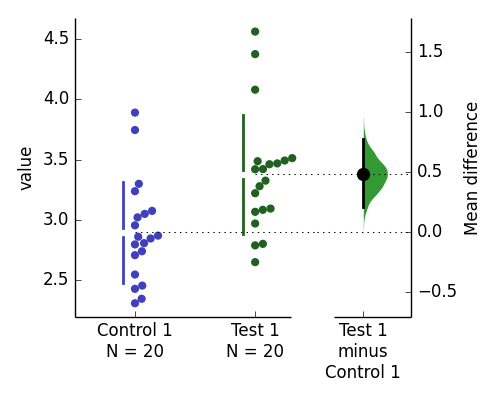 4.5
4.0
3.5
3.0
2.5
value
1.5
1.0
0.5
0.0
−0.5
Mean difference
Control 1
N = 20
Test 1
N = 20
Test 1
minus
Control 1